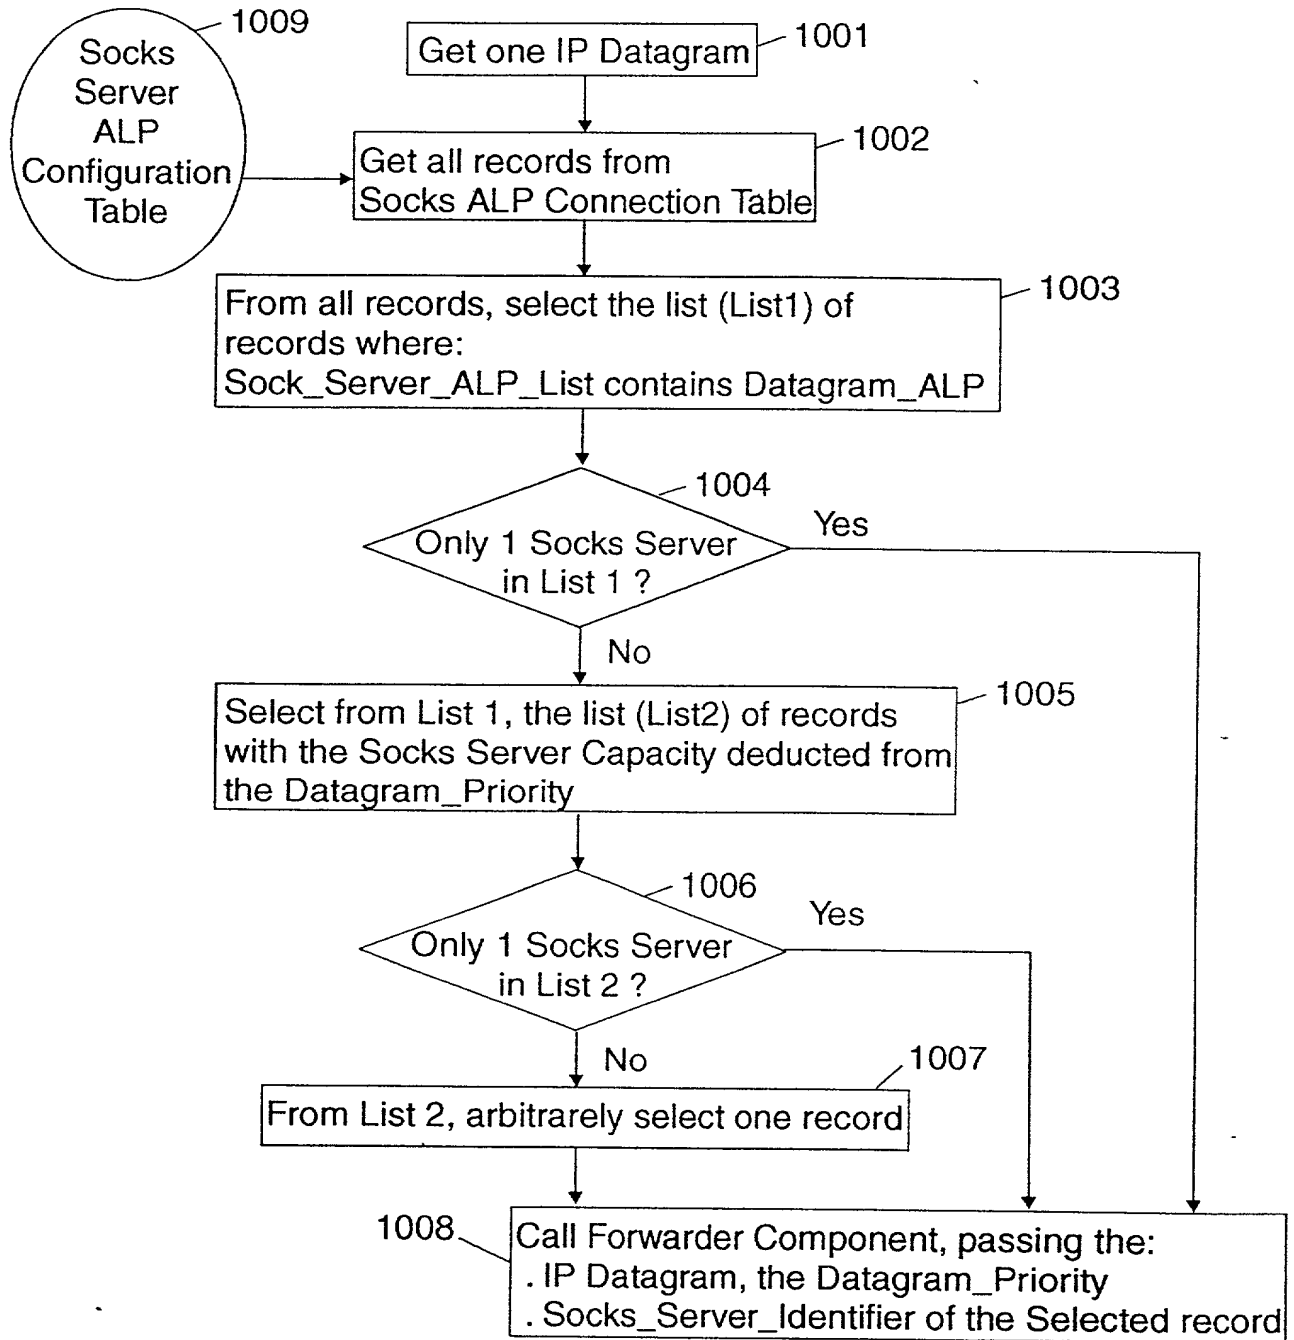 1009
Socks
Server
ALP
Configuration
Table
Get one IP Datagram
1001
1002
Get all records from
Socks ALP Connection Table
1003
From all records, select the list (List1) of
records where:
Sock_Server_ALP_List contains Datagram_ALP
1004
Only 1 Socks Server
in List 1 ?
Yes
No
1005
Select from List 1, the list (List2) of records
with the Socks Server Capacity deducted from
the Datagram_Priority
1006
Only 1 Socks Server
in List 2 ?
Yes
No
1007
From List 2, arbitrarely select one record
1008
Call Forwarder Component, passing the:
. IP Datagram, the Datagram_Priority
. Socks_Server_Identifier of the Selected record